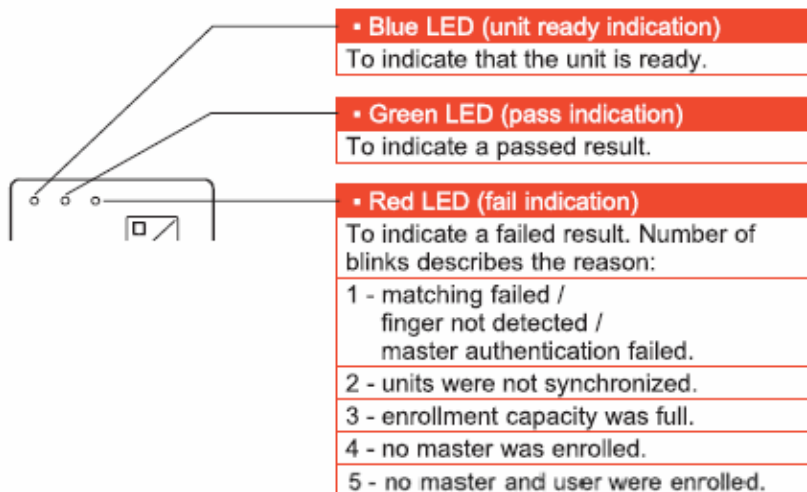 ▪ Blue LED (unit ready indication)
To indicate that the unit is ready.
▪ Green LED (pass indication)
To indicate a passed result.
▪ Red LED (fail indication)
To indicate a failed result. Number of
blinks describes the reason:
1 - matching failed /
finger not detected /
master authentication failed.
2 - units were not synchronized.
3 - enrollment capacity was full.
4 - no master was enrolled.
5 - no master and user were enrolled.